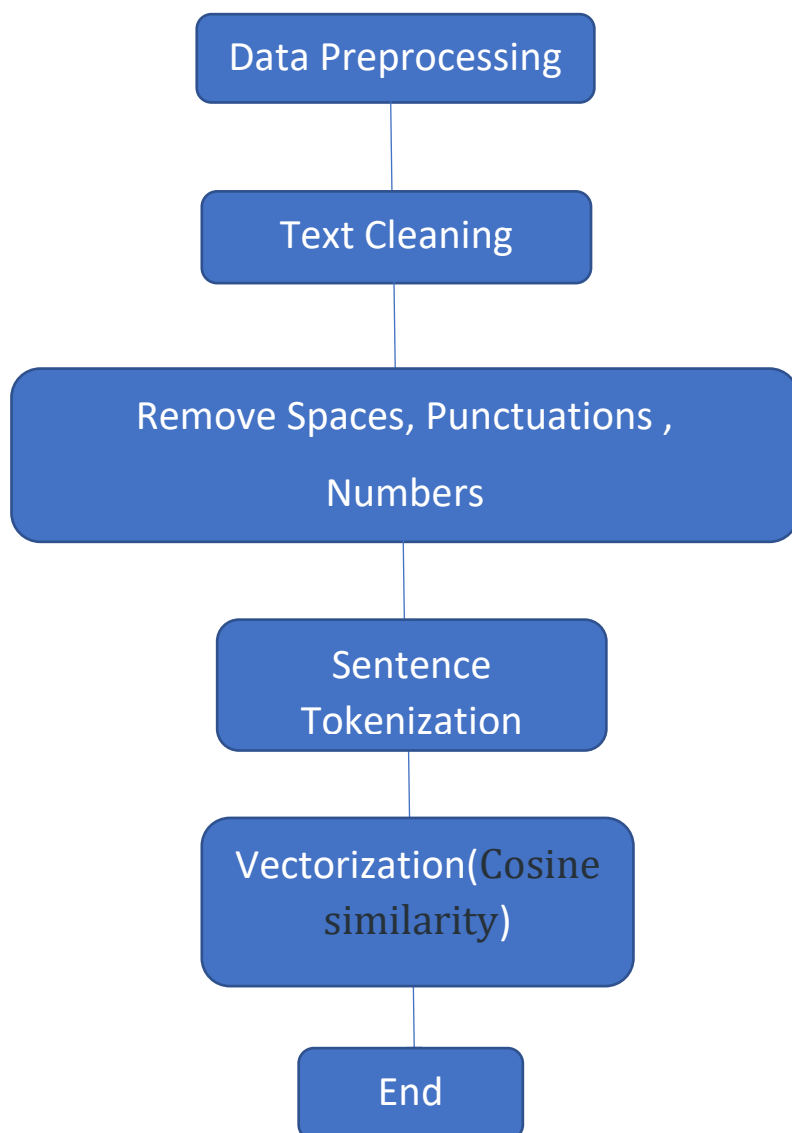 Data Preprocessing
Text Cleaning
Remove Spaces, Punctuations ,
Numbers
Sentence
Tokenization
Vectorization(Cosine
similarity)
End